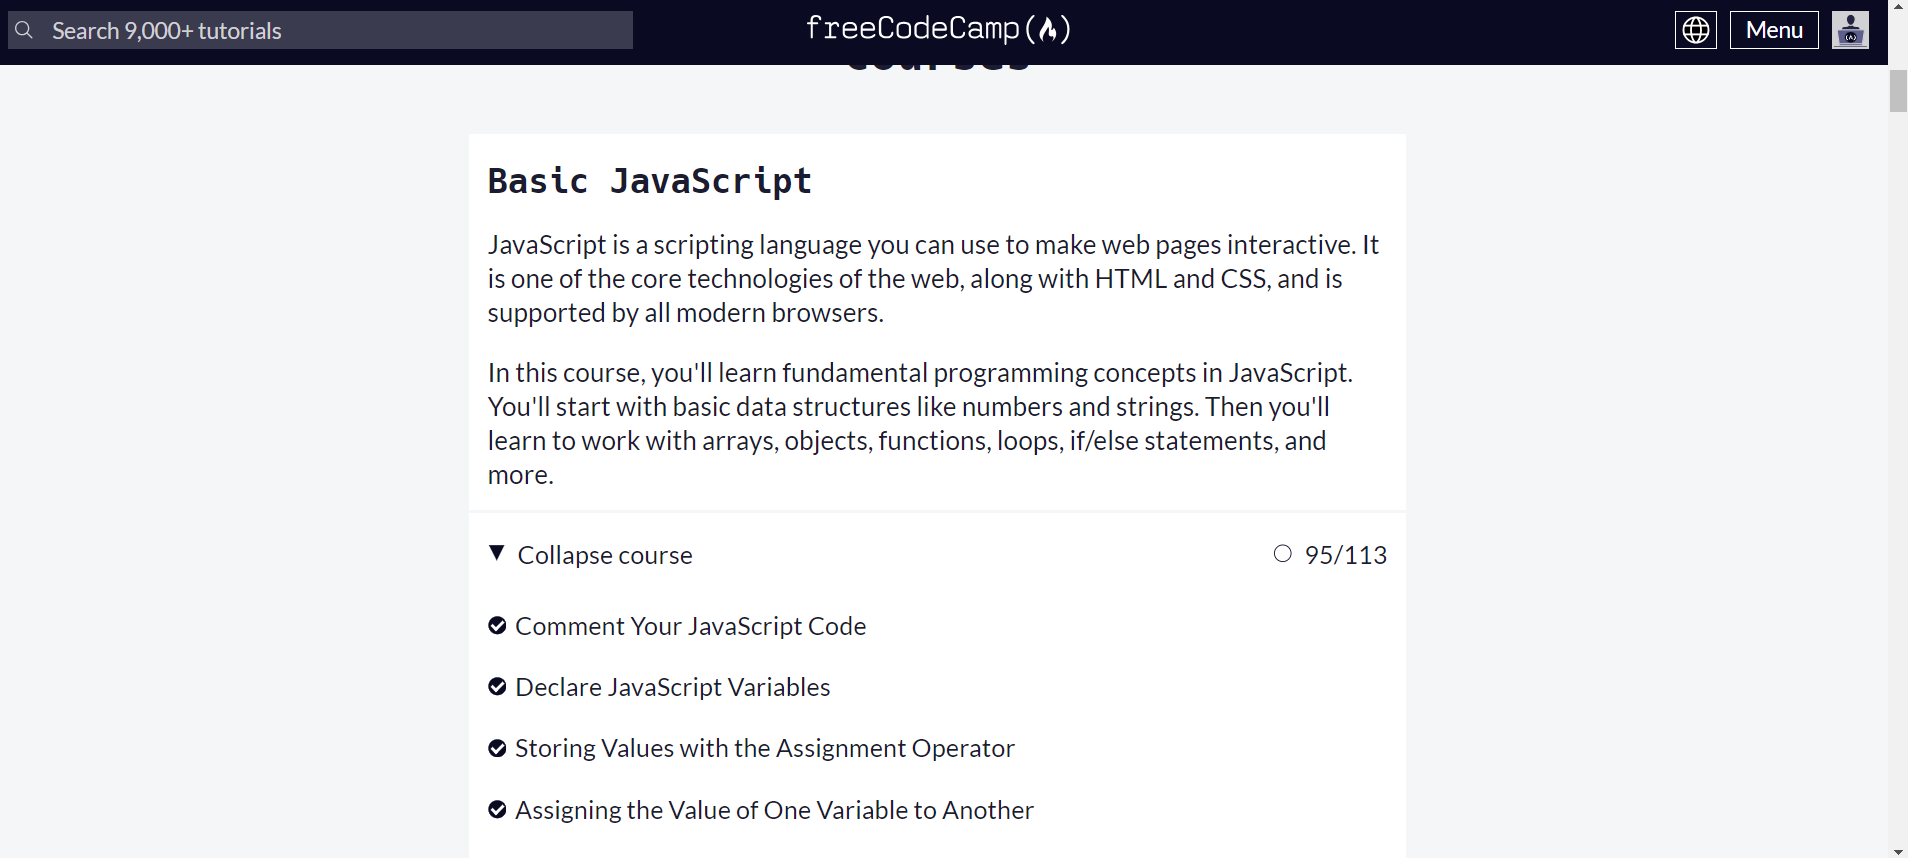 Search 9,000+ tutorials
freeCodeCamp(🔥)
Menu
Courses
Basic JavaScript
JavaScript is a scripting language you can use to make web pages interactive. It
is one of the core technologies of the web, along with HTML and CSS, and is
supported by all modern browsers.
In this course, you'll learn fundamental programming concepts in JavaScript.
You'll start with basic data structures like numbers and strings. Then you'll
learn to work with arrays, objects, functions, loops, if/else statements, and
more.
Collapse course
95/113
Comment Your JavaScript Code
Declare JavaScript Variables
Storing Values with the Assignment Operator
Assigning the Value of One Variable to Another